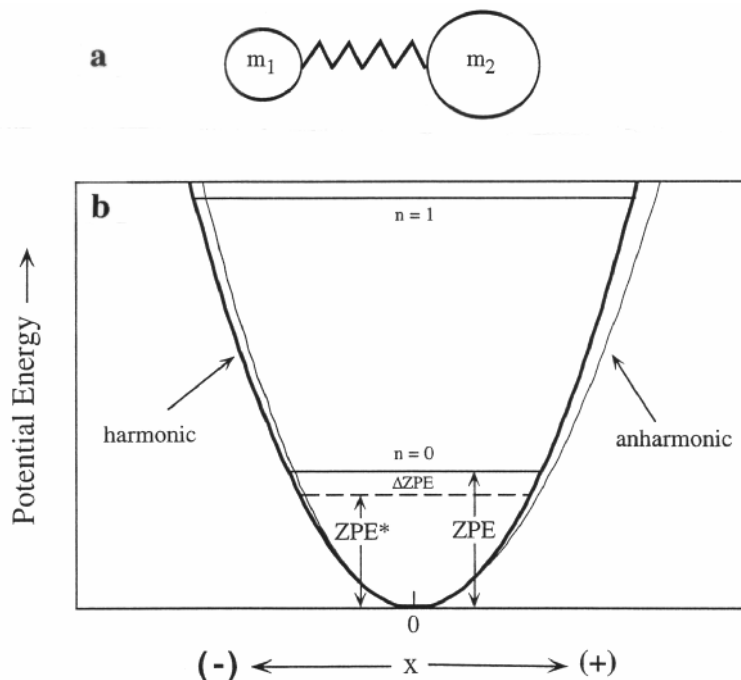 a
m1
m2
b
n = 1
Potential Energy
harmonic
anharmonic
n = 0
ΔZPE
ZPE*
ZPE
0
(-)
x
(+)